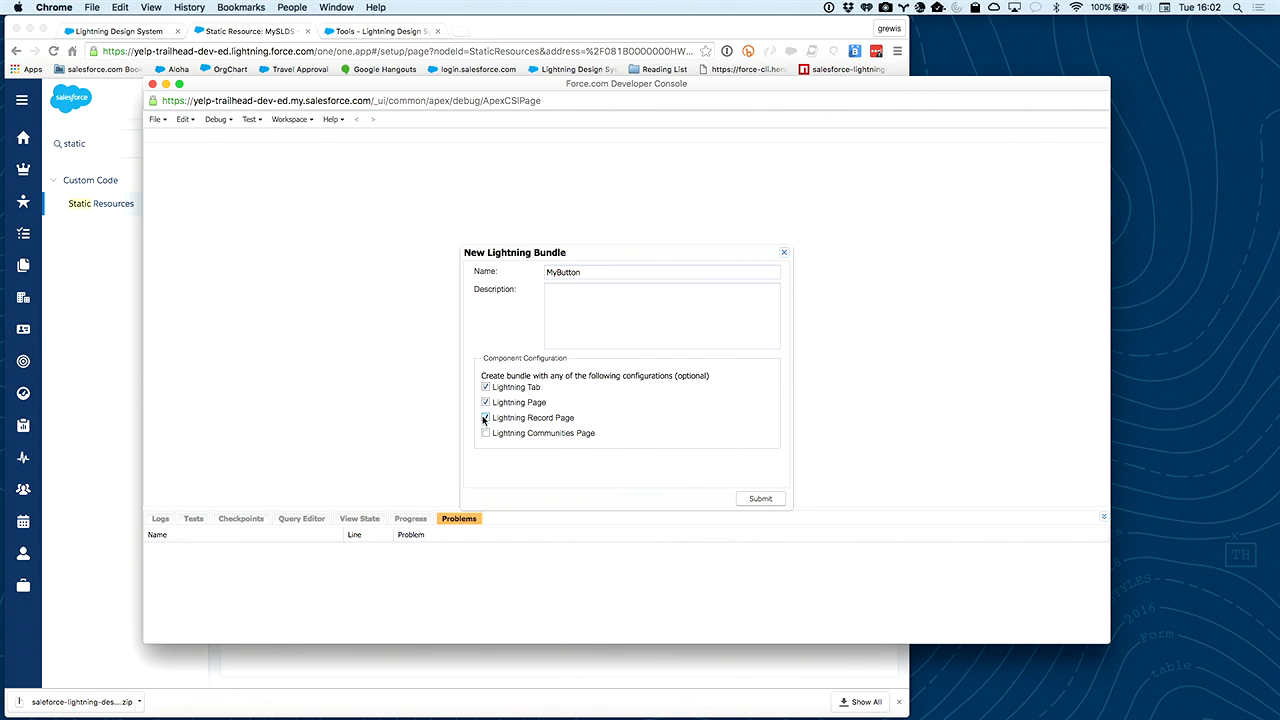 Chrome File Edit View History Bookmarks People Window Help 100% Tue 16:02
Lightning Design System × Static Resource: MySLDS × Tools - Lightning Design S × grewis
https://yelp-trailhead-dev-ed.lightning.force.com/one/one.app#/setup/page?nodeId=StaticResources&address=%2F081B0000000HW...
Apps salesforce.com Boo Aloha OrgChart Travel Approval Google Hangouts login.salesforce.com Lightning Design Sy Reading List https://force-cli.hero salesforce-lightning
Force.com Developer Console
https://yelp-trailhead-dev-ed.my.salesforce.com/_ui/common/apex/debug/ApexCSIPage
File Edit Debug Test Workspace Help < >
salesforce
static
Custom Code
Static Resources
New Lightning Bundle
Name: MyButton
Description:
Component Configuration
Create bundle with any of the following configurations (optional)
Lightning Tab
Lightning Page
Lightning Record Page
Lightning Communities Page
Submit
Logs Tests Checkpoints Query Editor View State Progress Problems
Name Line Problem
saleforce-lightning-des....zip Show All
TH
STYLES
2016
Form
table